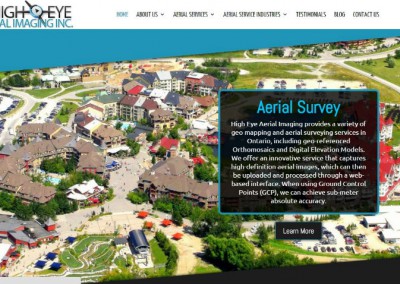 HIGH EYE
AL IMAGING INC.
HOME ABOUT US AERIAL SERVICES AERIAL SERVICE INDUSTRIES TESTIMONIALS BLOG CONTACT US
Aerial Survey
High Eye Aerial Imaging provides a variety of
geo mapping and aerial surveying services in
Ontario, including geo-referenced
Orthomosaics and Digital Elevation Models.
We offer an innovative service that captures
high definition aerial images, which can then
be uploaded and processed through a web-
based interface. When using Ground Control
Points (GCP), we can achieve sub-meter
absolute accuracy.
Learn More